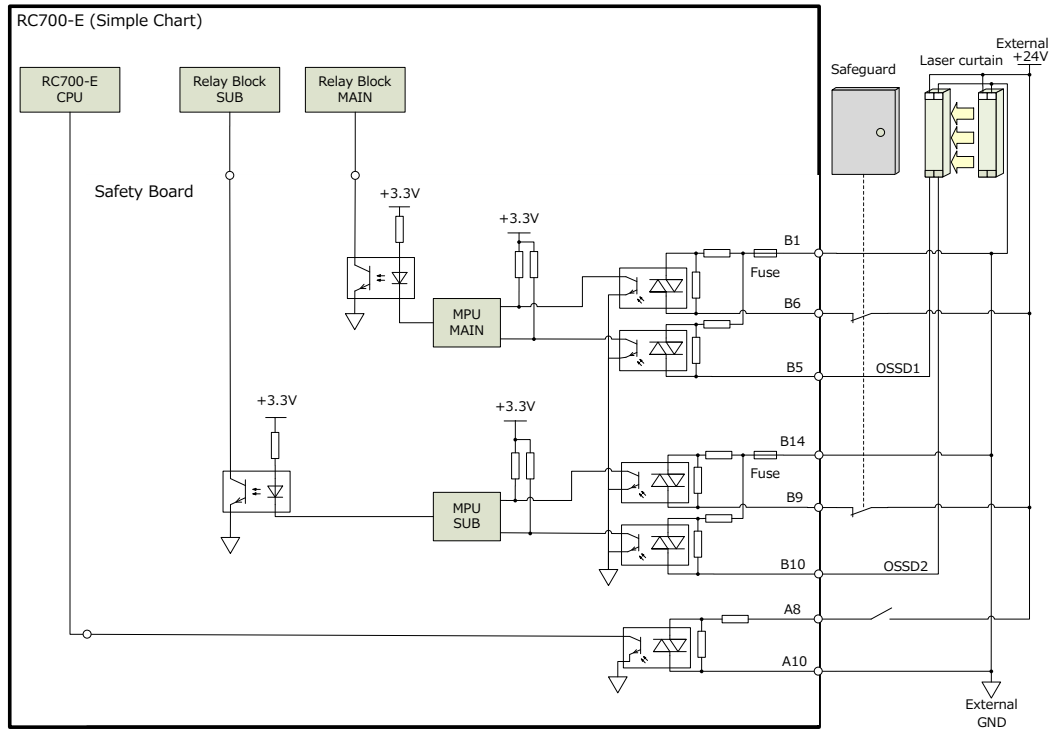 RC700-E (Simple Chart)
RC700-E
CPU
Relay Block
SUB
Relay Block
MAIN
Safeguard
Laser curtain
External
+24V
Safety Board
+3.3V
+3.3V
B1
Fuse
MPU
MAIN
B6
B5
OSSD1
+3.3V
+3.3V
B14
Fuse
MPU
SUB
B9
B10
OSSD2
A8
A10
External
GND